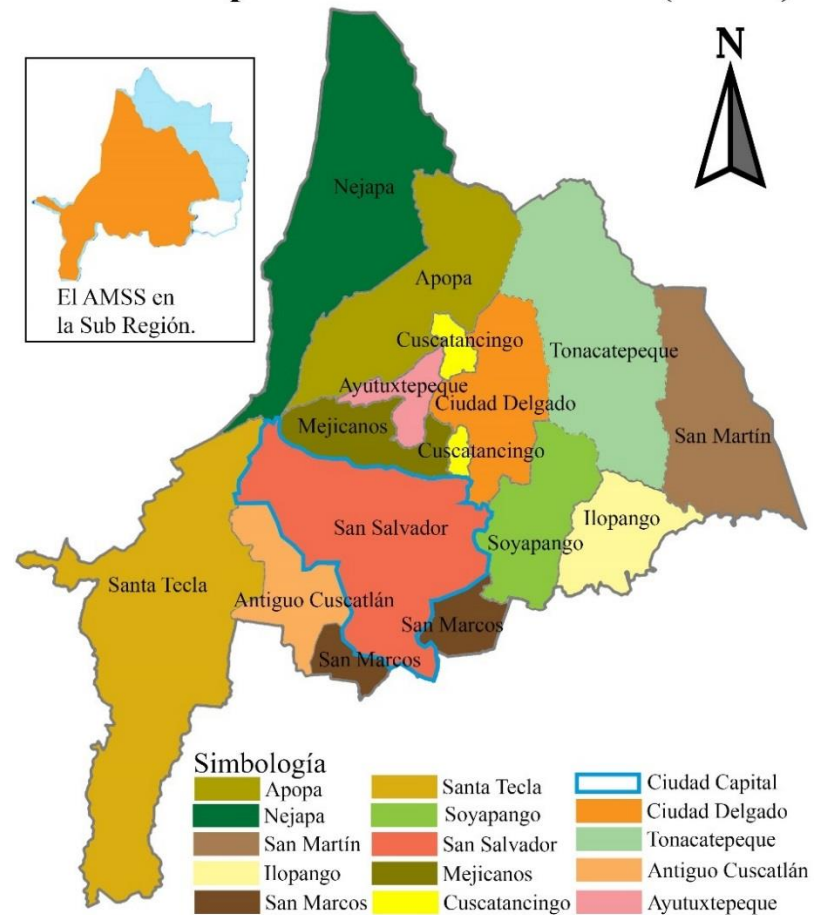 N
El AMSS en
la Sub Región.
Nejapa
Apopa
Cuscatancingo
Tonacatepeque
Ayutuxtepeque
Ciudad Delgado
Mejicanos
Cuscatancingo
San Martín
San Salvador
Ilopango
Soyapango
Santa Tecla
Antiguo Cuscatlán
San Marcos
San Marcos
Simbología
Apopa
Nejapa
San Martín
Ilopango
San Marcos
Santa Tecla
Soyapango
San Salvador
Mejicanos
Cuscatancingo
Ciudad Capital
Ciudad Delgado
Tonacatepeque
Antiguo Cuscatlán
Ayutuxtepeque